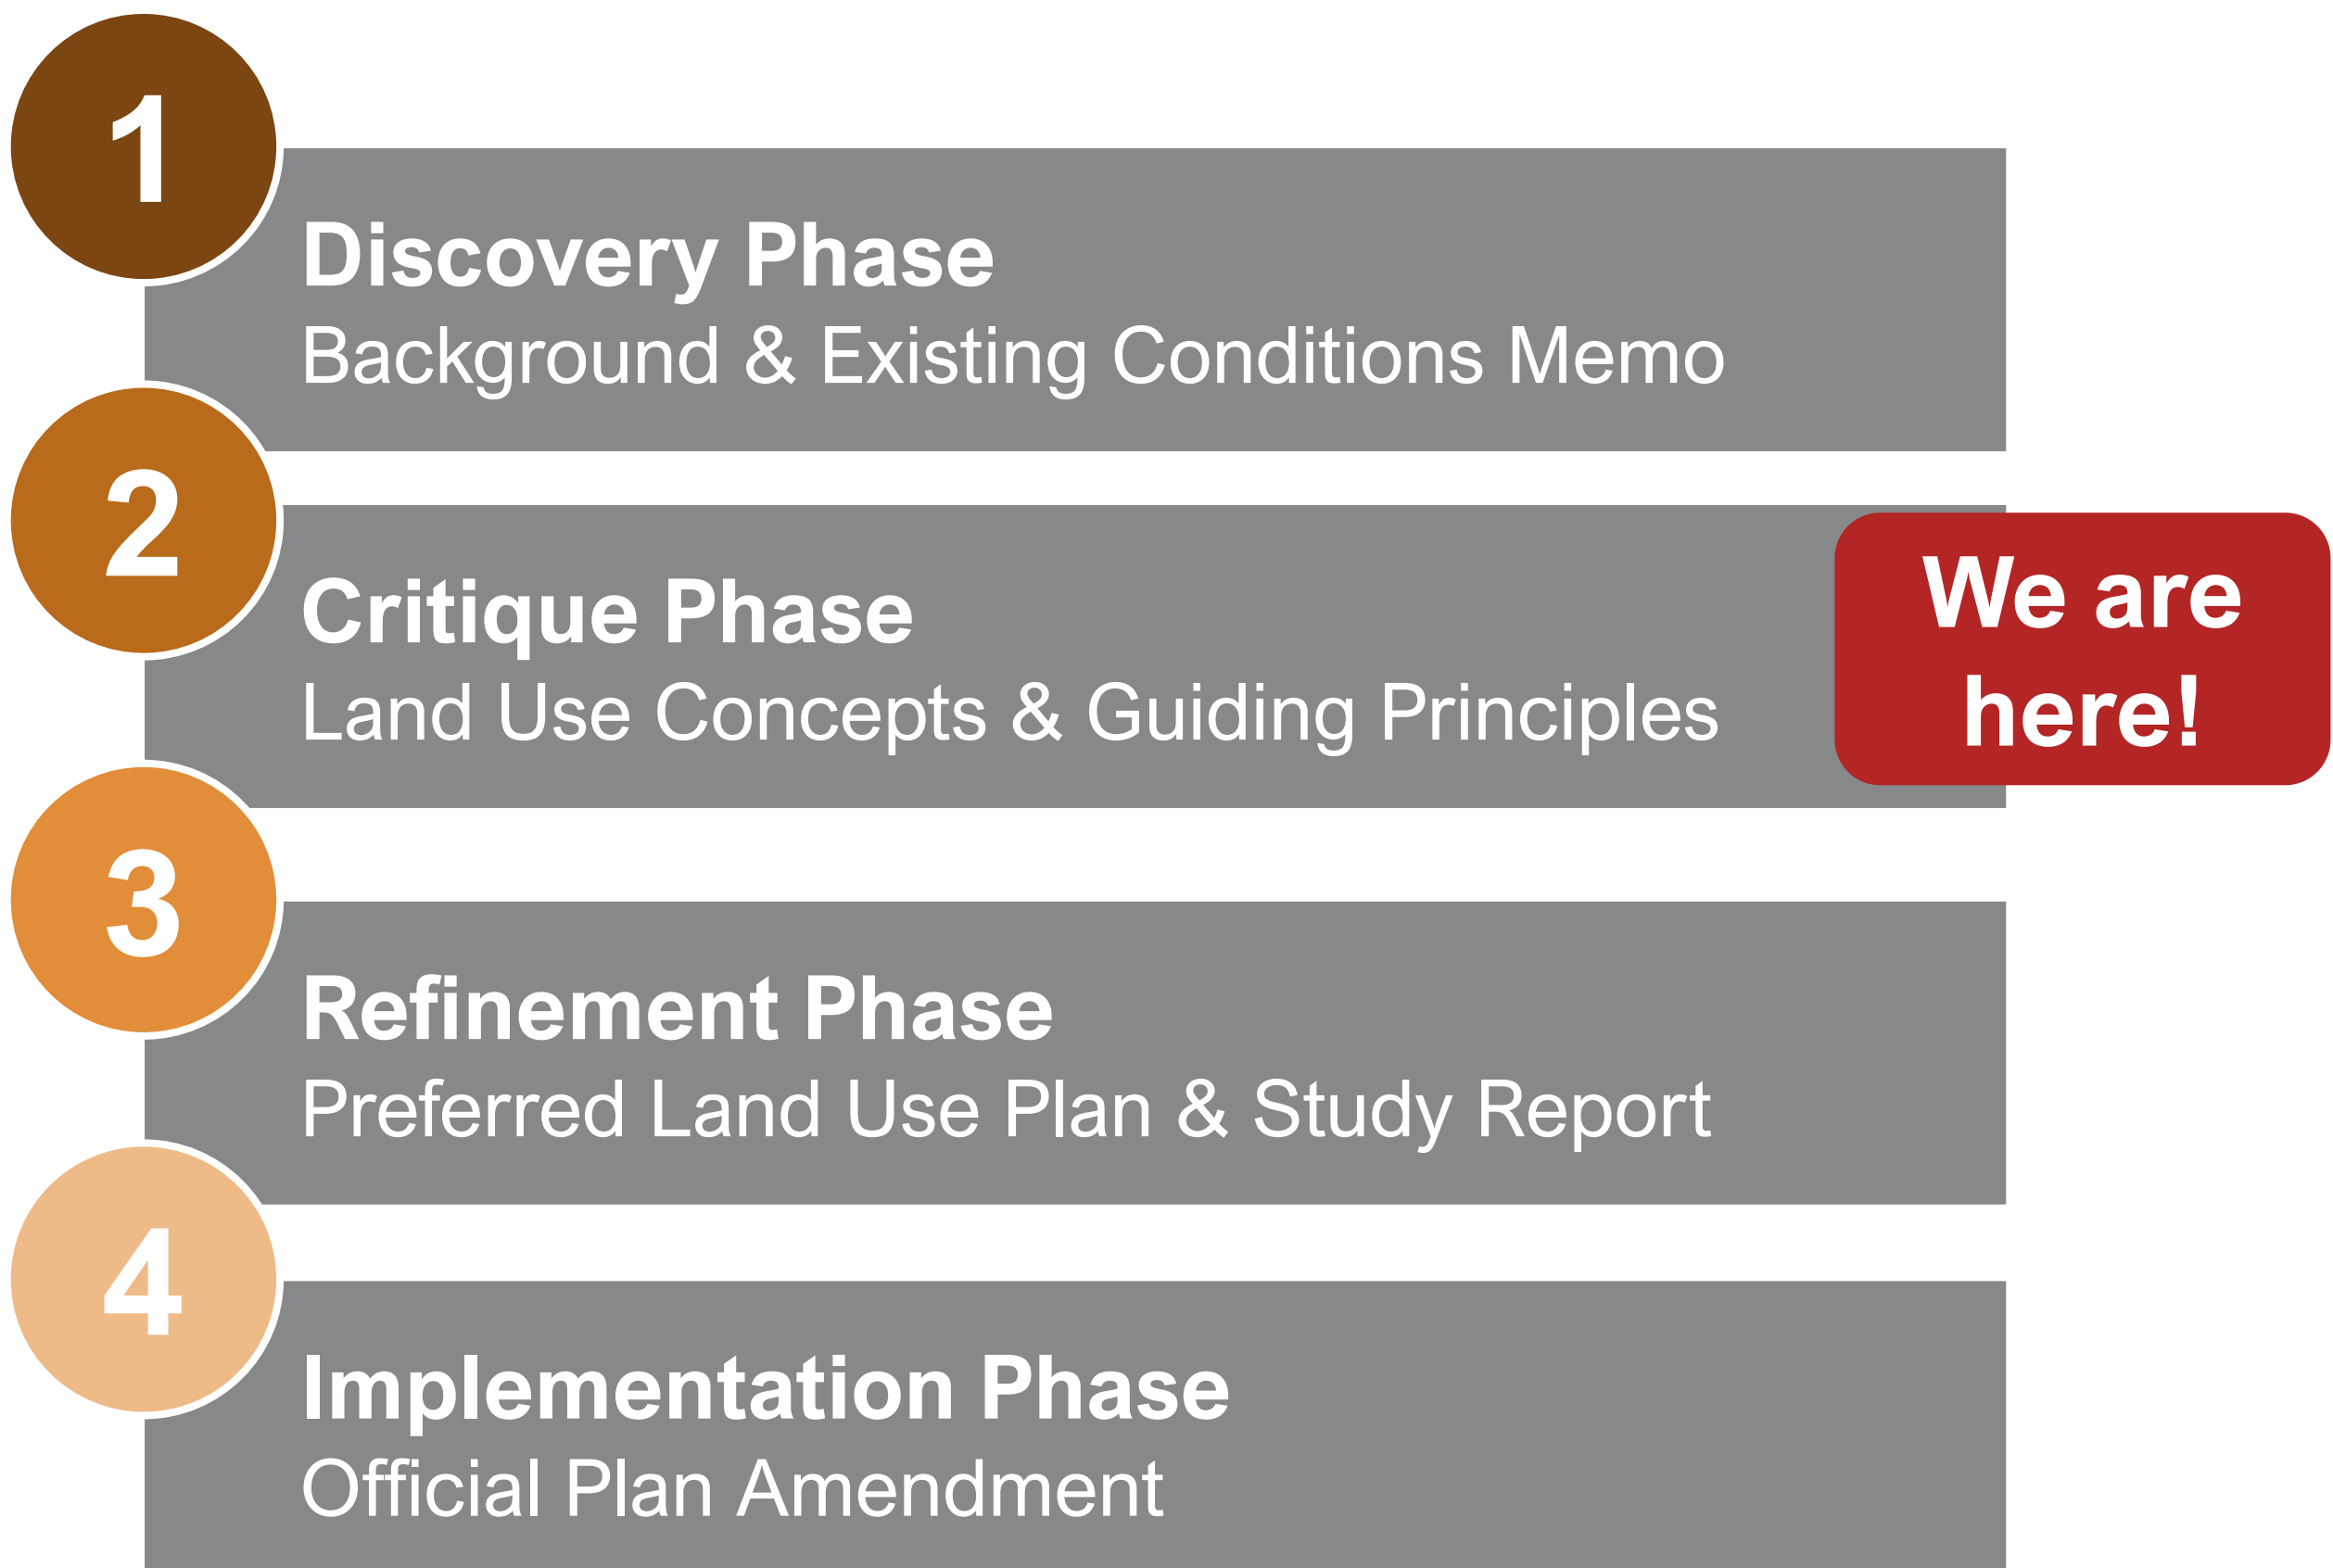 1
Discovery Phase
Background & Existing Conditions Memo
2
Critique Phase
Land Use Concepts & Guiding Principles
We are
here!
3
Refinement Phase
Preferred Land Use Plan & Study Report
4
Implementation Phase
Official Plan Amendment